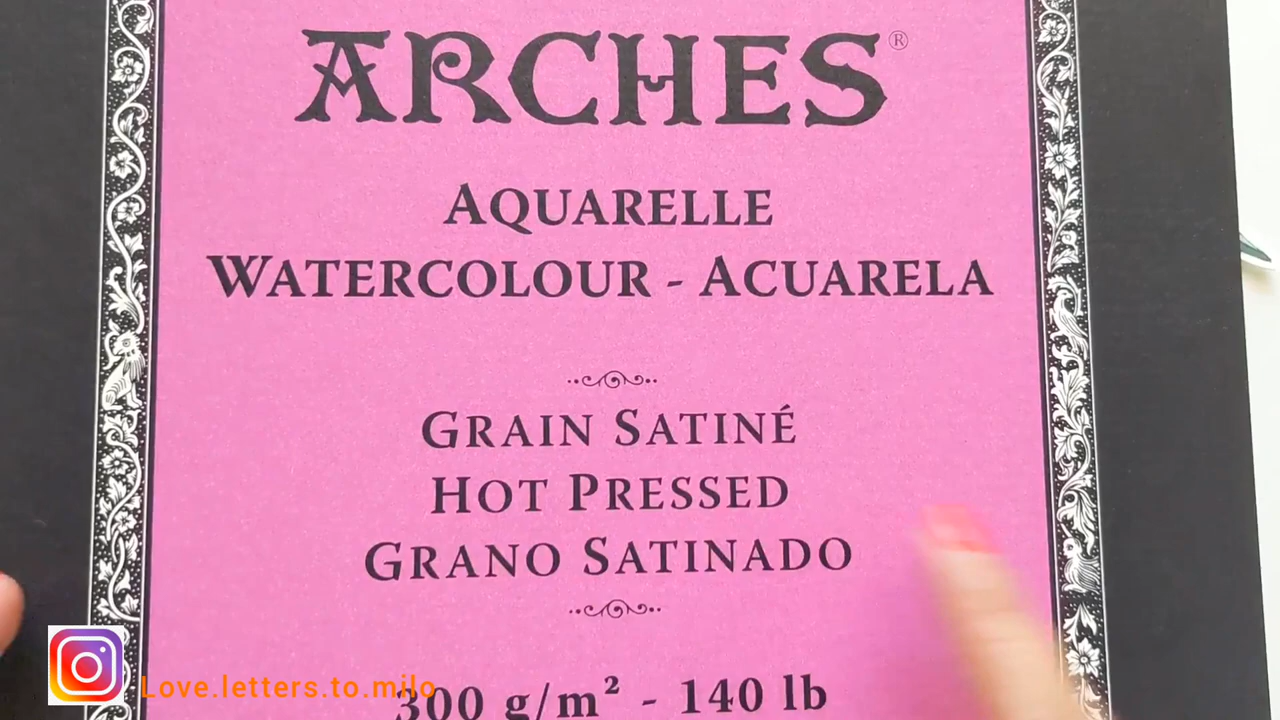 ARCHES®
AQUARELLE
WATERCOLOUR - ACUARELA
GRAIN SATINÉ
HOT PRESSED
GRANO SATINADO
300 g/m² - 140 lb
Love.letters.to.milo